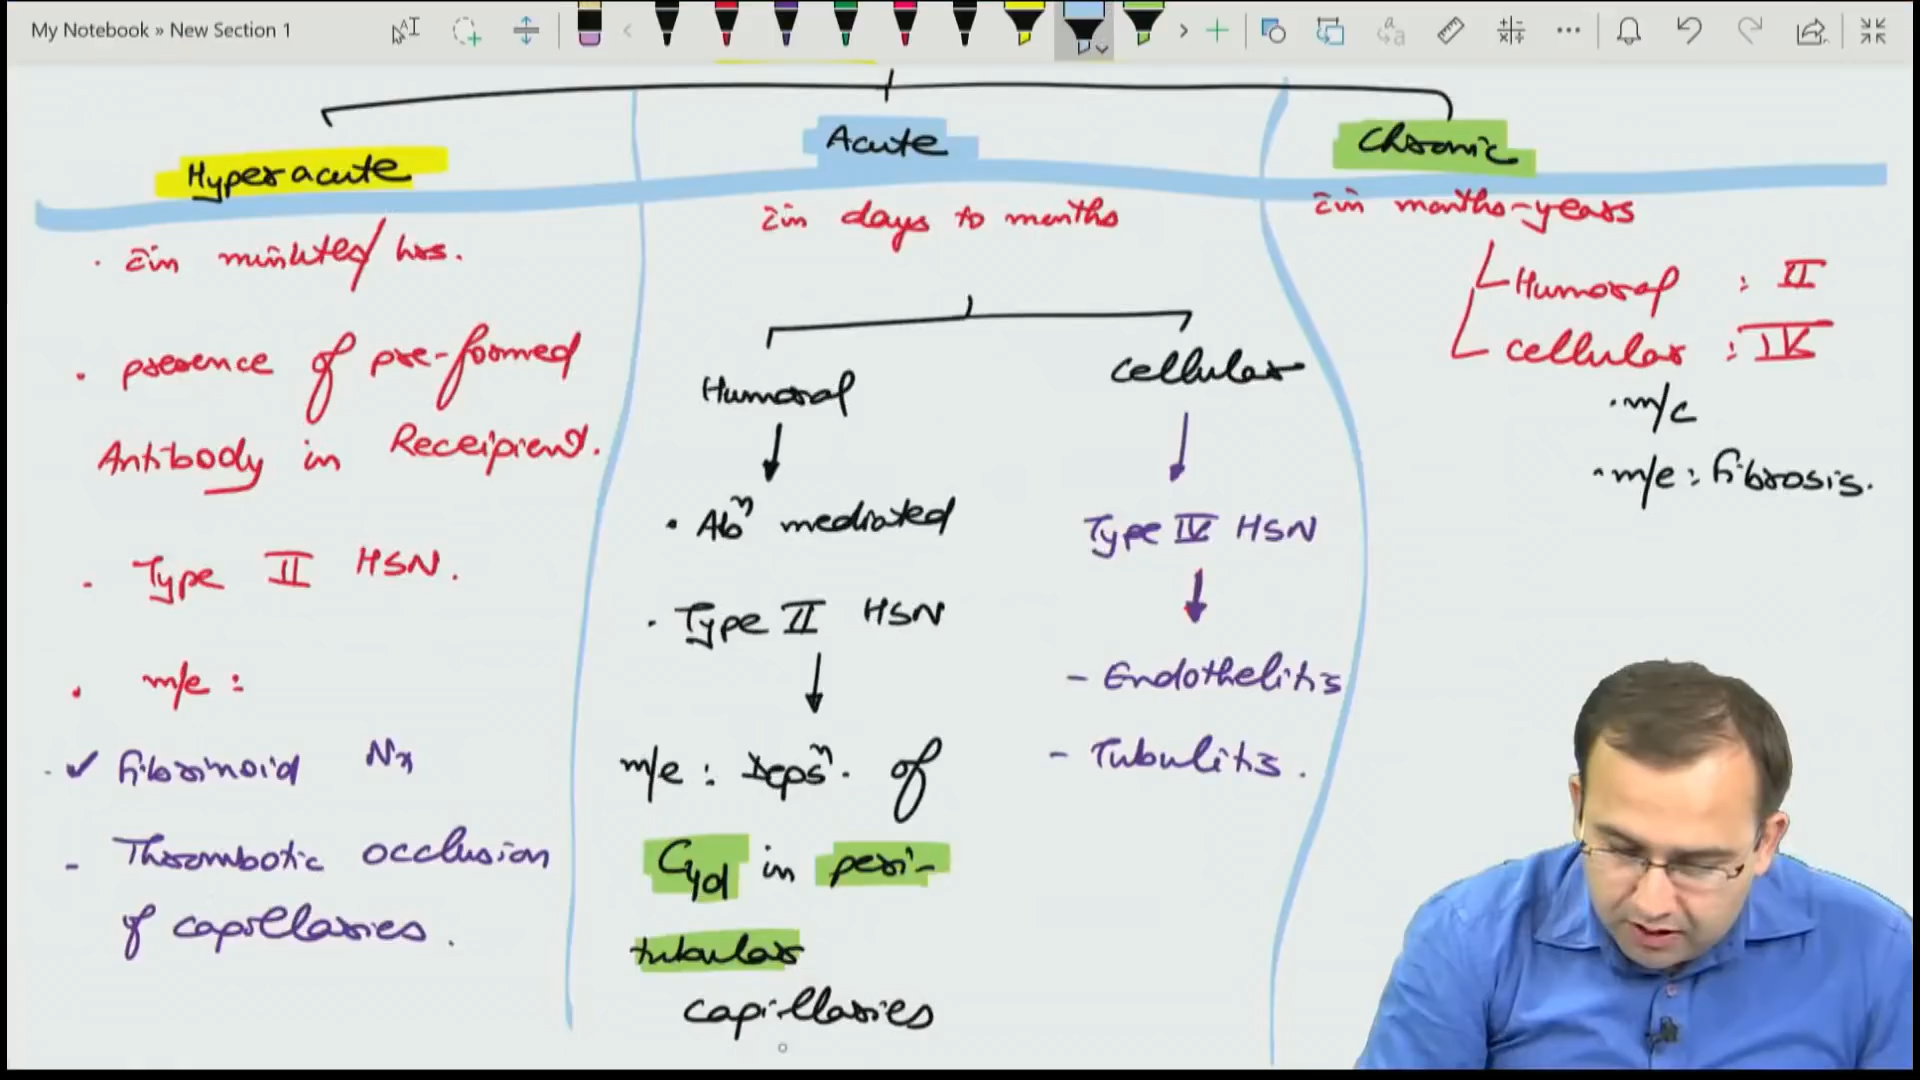 My Notebook » New Section 1
Hyperacute
Acute
Chronic
in minutes/hrs.
presence of pre-formed
Antibody in Receipient.
Type II HSN.
m/e :
✓ fibrinoid Nx
- Thrombotic occlusion
of capillaries.
in days to months
Humoral
• Abⁿ mediated
• Type II HSN
m/e : Depsⁿ. of
C4d in peri-
tubular
capillaries
cellular
Type IV HSN
- Endothelitis
- Tubulitis.
in months-years
Humoral : II
cellular : IV
• m/c
• m/e : fibrosis.